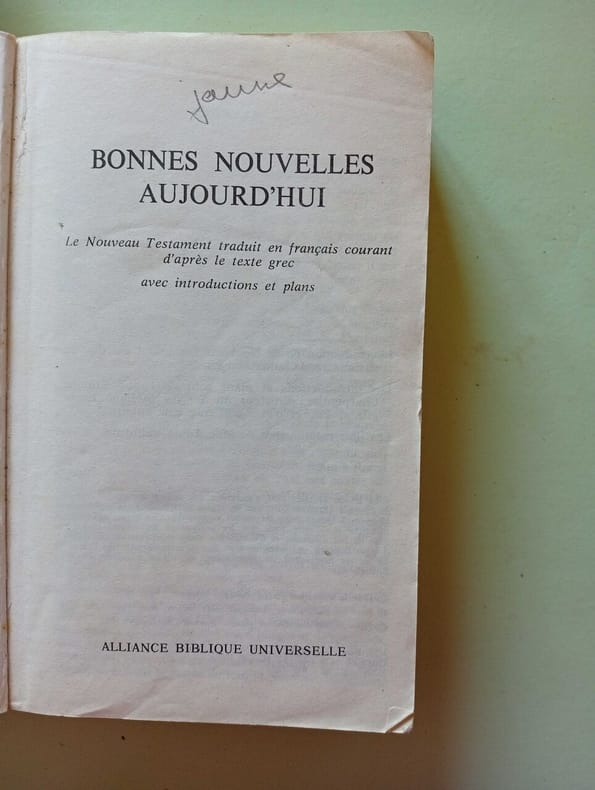 jaune
BONNES NOUVELLES
AUJOURD'HUI
Le Nouveau Testament traduit en français courant
d'après le texte grec
avec introductions et plans
ALLIANCE BIBLIQUE UNIVERSELLE